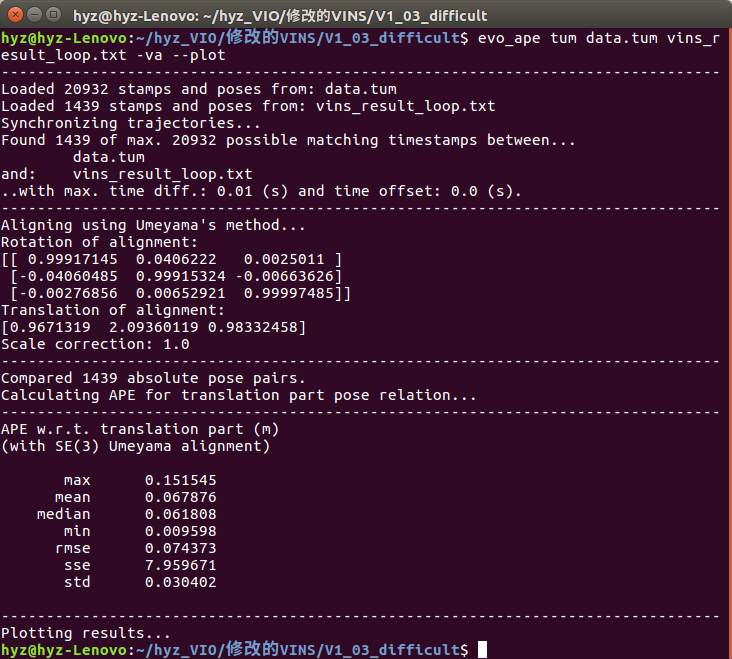 hyz@hyz-Lenovo: ~/hyz_VIO/修改的VINS/V1_03_difficult
hyz@hyz-Lenovo:~/hyz_VIO/修改的VINS/V1_03_difficult$ evo_ape tum data.tum vins_r
esult_loop.txt -va --plot
--------------------------------------------------------------------------------
Loaded 20932 stamps and poses from: data.tum
Loaded 1439 stamps and poses from: vins_result_loop.txt
Synchronizing trajectories...
Found 1439 of max. 20932 possible matching timestamps between...
        data.tum
and:    vins_result_loop.txt
..with max. time diff.: 0.01 (s) and time offset: 0.0 (s).
--------------------------------------------------------------------------------
Aligning using Umeyama's method...
Rotation of alignment:
[[ 0.99917145  0.0406222   0.0025011 ]
 [-0.04060485  0.99915324 -0.00663626]
 [-0.00276856  0.00652921  0.99997485]]
Translation of alignment:
[0.9671319  2.09360119 0.98332458]
Scale correction: 1.0
--------------------------------------------------------------------------------
Compared 1439 absolute pose pairs.
Calculating APE for translation part pose relation...
--------------------------------------------------------------------------------
APE w.r.t. translation part (m)
(with SE(3) Umeyama alignment)
       max      0.151545
      mean      0.067876
    median      0.061808
       min      0.009598
      rmse      0.074373
       sse      7.959671
       std      0.030402
--------------------------------------------------------------------------------
Plotting results...
hyz@hyz-Lenovo:~/hyz_VIO/修改的VINS/V1_03_difficult$